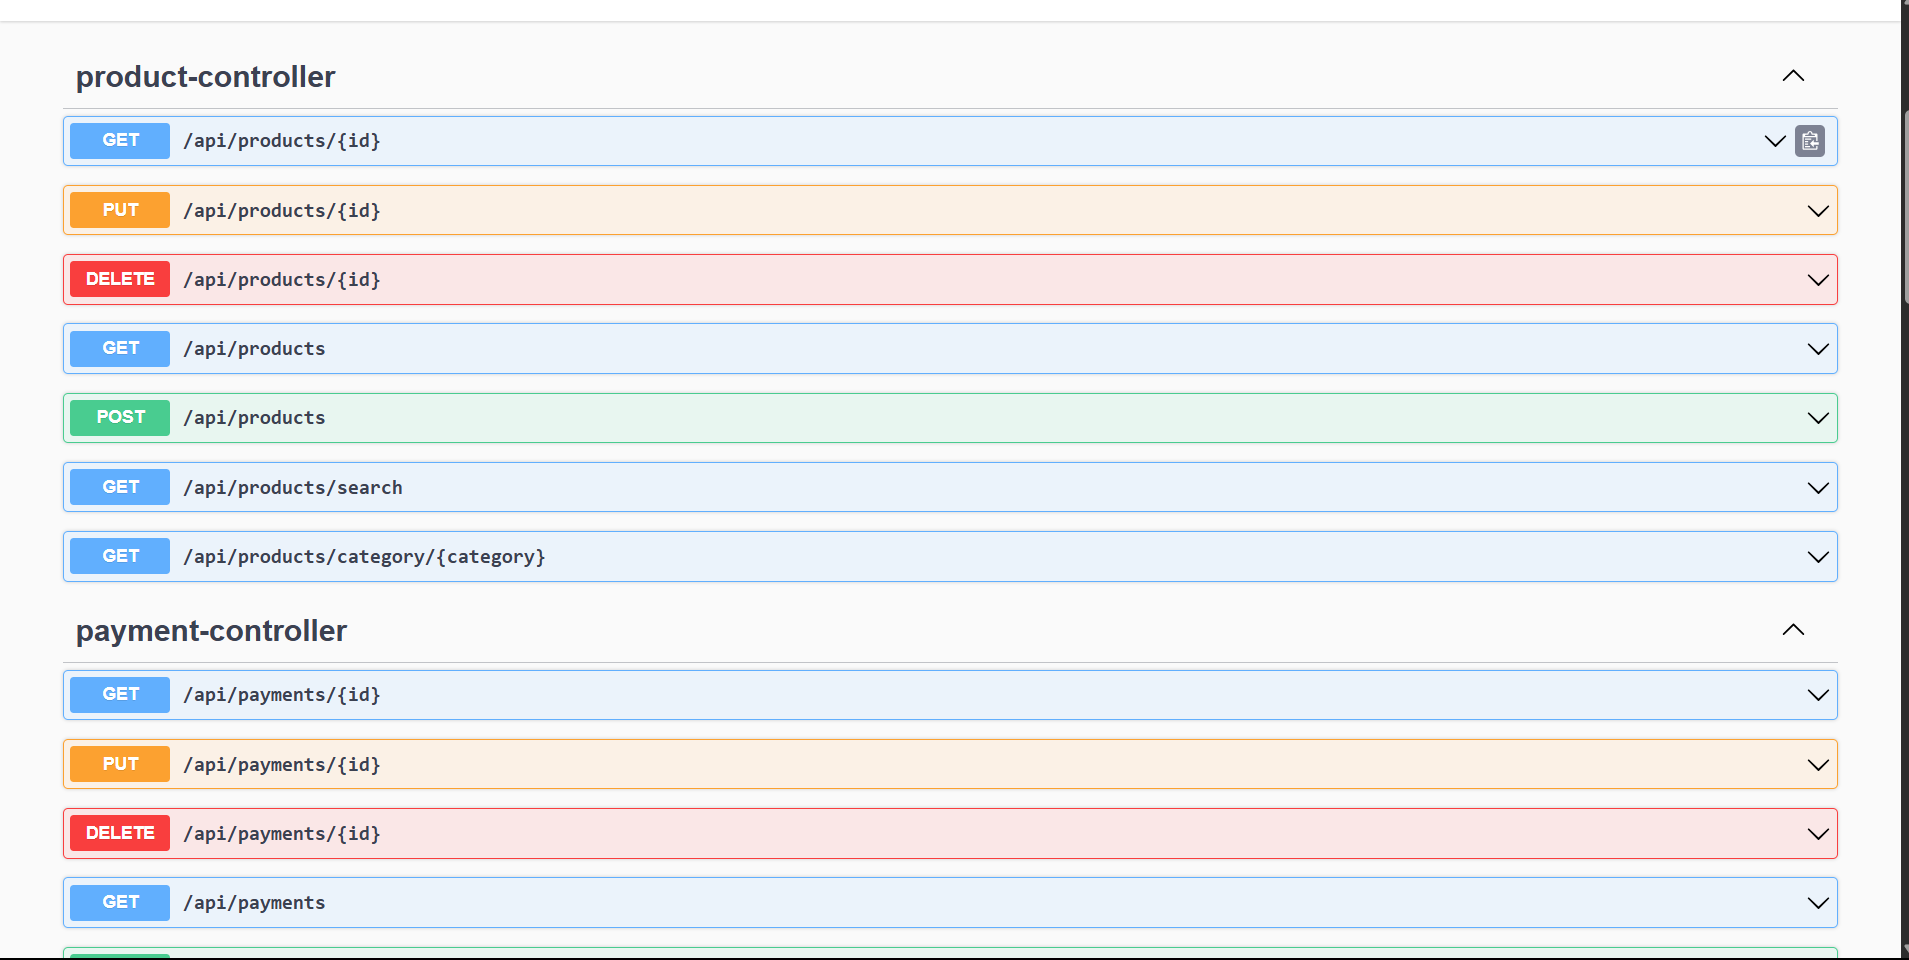 product-controller
GET /api/products/{id}
PUT /api/products/{id}
DELETE /api/products/{id}
GET /api/products
POST /api/products
GET /api/products/search
GET /api/products/category/{category}
payment-controller
GET /api/payments/{id}
PUT /api/payments/{id}
DELETE /api/payments/{id}
GET /api/payments